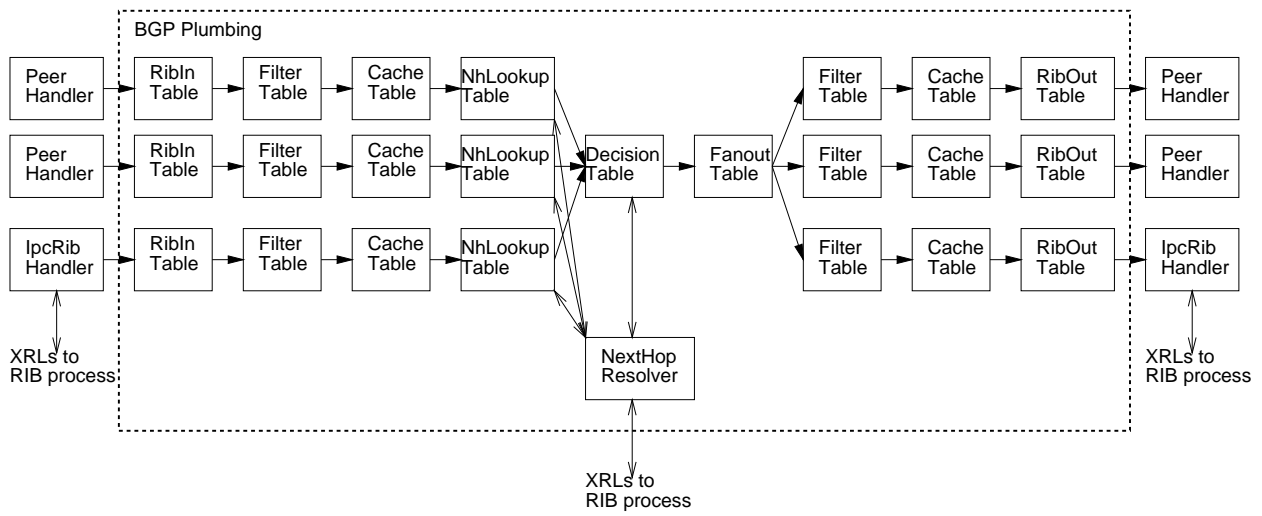 BGP Plumbing
Peer
Handler
RibIn
Table
Filter
Table
Cache
Table
NhLookup
Table
Filter
Table
Cache
Table
RibOut
Table
Peer
Handler
Peer
Handler
RibIn
Table
Filter
Table
Cache
Table
NhLookup
Table
Decision
Table
Fanout
Table
Filter
Table
Cache
Table
RibOut
Table
Peer
Handler
IpcRib
Handler
RibIn
Table
Filter
Table
Cache
Table
NhLookup
Table
Filter
Table
Cache
Table
RibOut
Table
IpcRib
Handler
XRLs to
RIB process
NextHop
Resolver
XRLs to
RIB process
XRLs to
RIB process